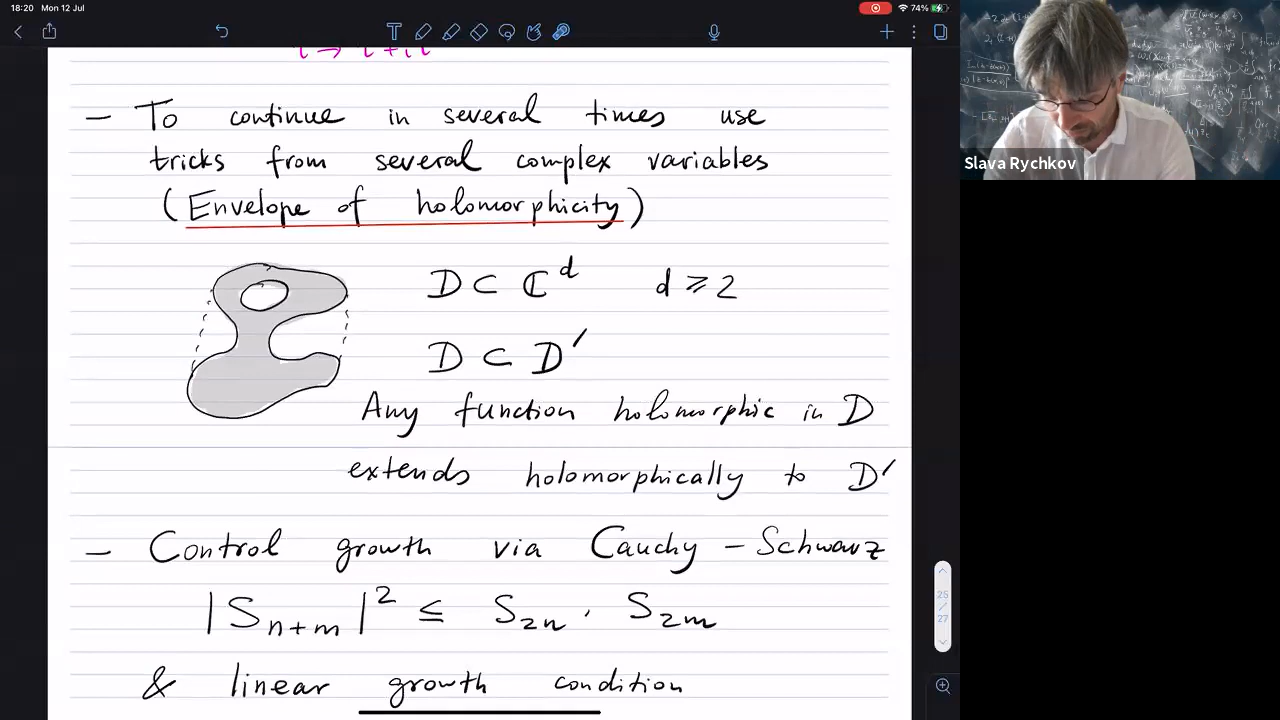 18:20 Mon 12 Jul
74%
– To continue in several times use
tricks from several complex variables
(Envelope of holomorphicity)
D ⊂ ℂ^d d ⩾ 2
D ⊂ D'
Any function holomorphic in D
extends holomorphically to D'
– Control growth via Cauchy – Schwarz
|S_{n+m}|^2 ≤ S_{2n} · S_{2m}
& linear growth condition
25
/
27
Slava Rychkov